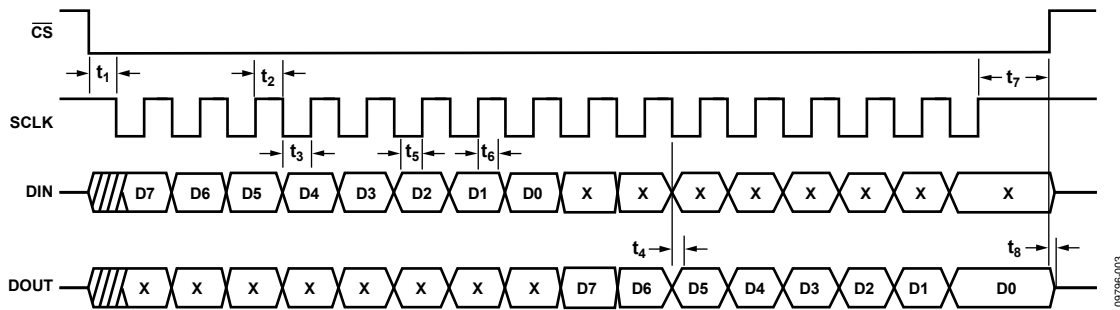 CS
t1 t2 t7
SCLK
t3 t5 t6
DIN D7 D6 D5 D4 D3 D2 D1 D0 X X X X X X X X
t4 t8
DOUT X X X X X X X X D7 D6 D5 D4 D3 D2 D1 D0
09796-003